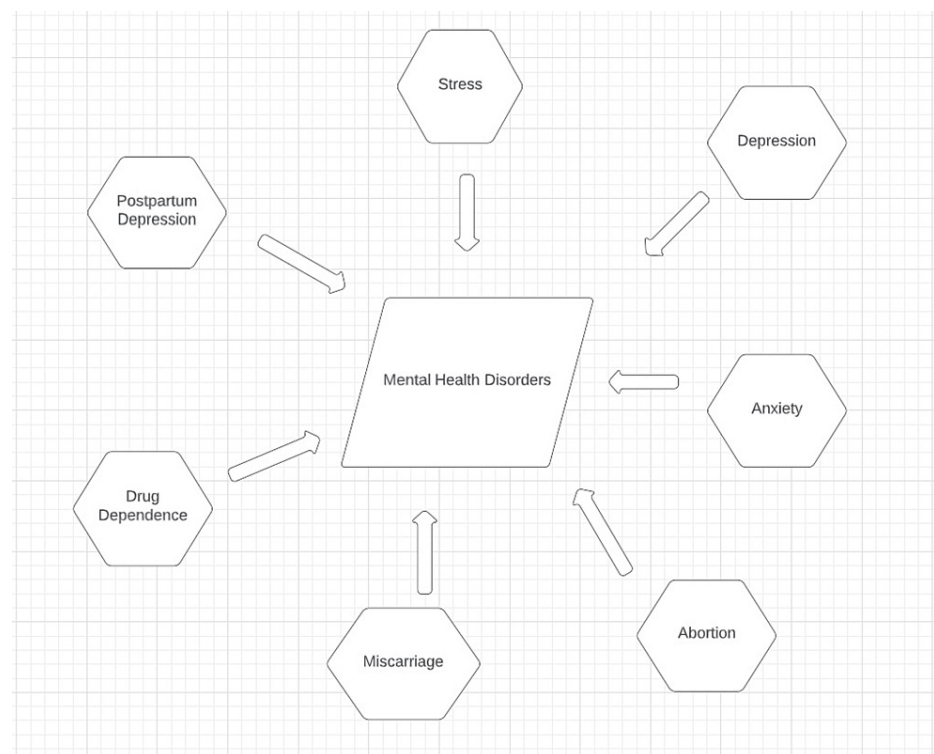 Stress
Depression
Postpartum
Depression
Mental Health Disorders
Anxiety
Drug
Dependence
Abortion
Miscarriage